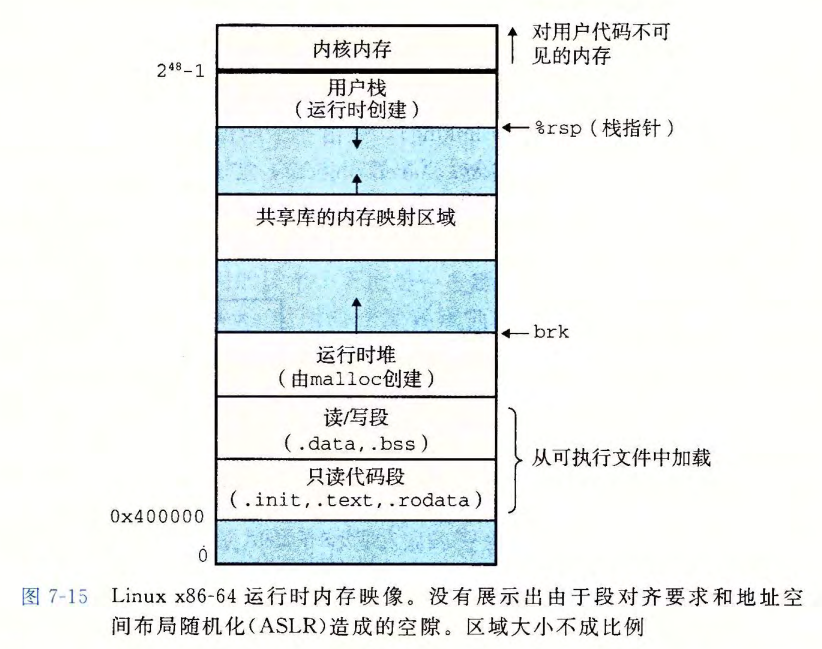 内核内存
对用户代码不可
见的内存
2⁴⁸-1
用户栈
(运行时创建)
%rsp(栈指针)
共享库的内存映射区域
brk
运行时堆
(由malloc创建)
读/写段
(.data,.bss)
从可执行文件中加载
只读代码段
(.init,.text,.rodata)
0x400000
0
图 7-15 Linux x86-64 运行时内存映像。没有展示出由于段对齐要求和地址空
间布局随机化(ASLR)造成的空隙。区域大小不成比例